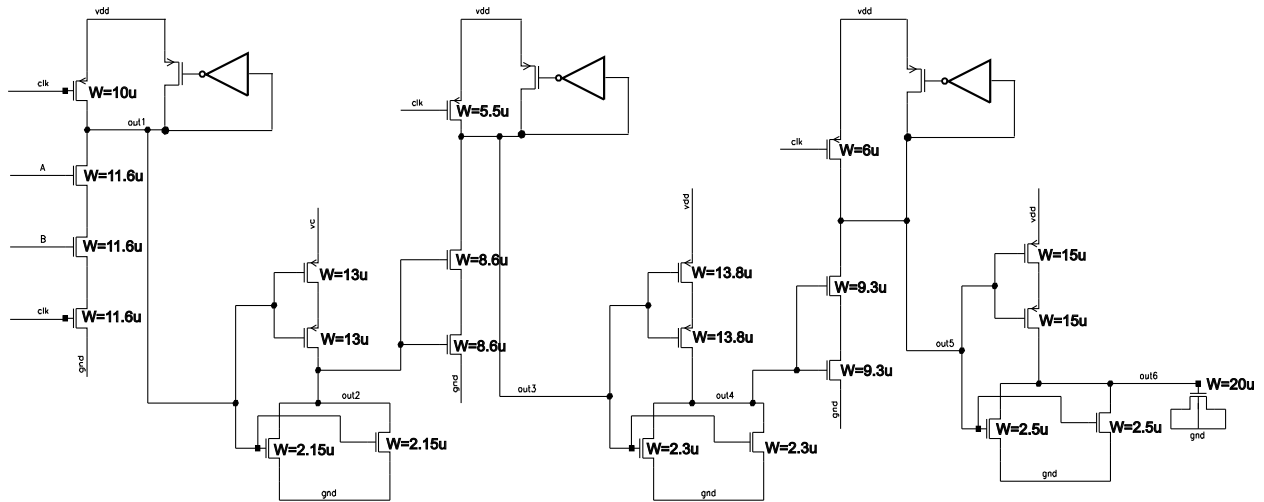 vdd
vdd
vdd
clk
W=10u
clk
W=5.5u
out1
clk
W=6u
A
W=11.6u
B
W=11.6u
clk
W=11.6u
gnd
vc
W=13u
W=13u
out2
W=2.15u
W=2.15u
gnd
W=8.6u
W=8.6u
gnd
out3
vdd
W=13.8u
W=13.8u
out4
W=2.3u
W=2.3u
gnd
W=9.3u
W=9.3u
gnd
out5
vdd
W=15u
W=15u
out6
W=20u
gnd
W=2.5u
W=2.5u
gnd